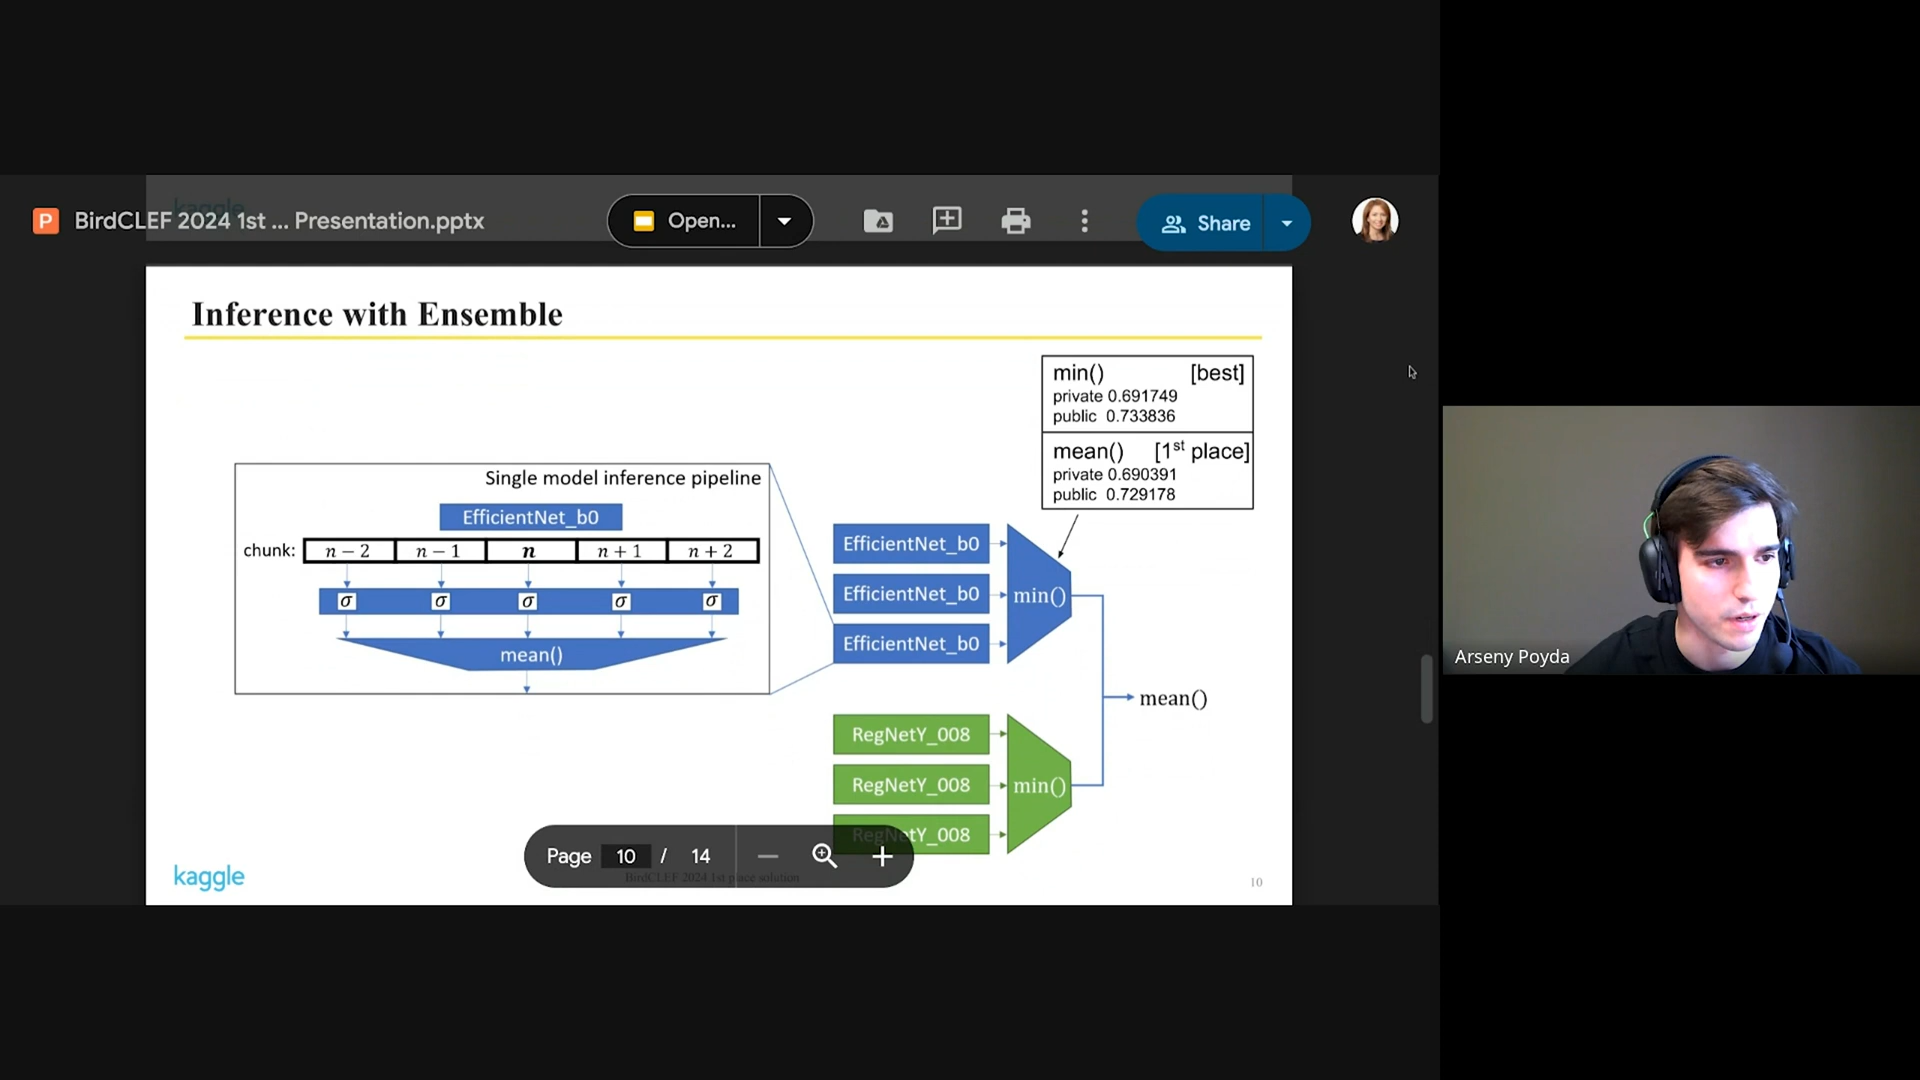 kaggle
BirdCLEF 2024 1st ... Presentation.pptx
Open...
Share
Inference with Ensemble
min() [best]
private 0.691749
public 0.733836
mean() [1st place]
private 0.690391
public 0.729178
Single model inference pipeline
EfficientNet_b0
chunk: n − 2 n − 1 n n + 1 n + 2
σ σ σ σ σ
mean()
EfficientNet_b0
EfficientNet_b0
EfficientNet_b0
min()
mean()
RegNetY_008
RegNetY_008
RegNetY_008
min()
Page 10 / 14
kaggle
BirdCLEF 2024 1st place solution
10
Arseny Poyda
P